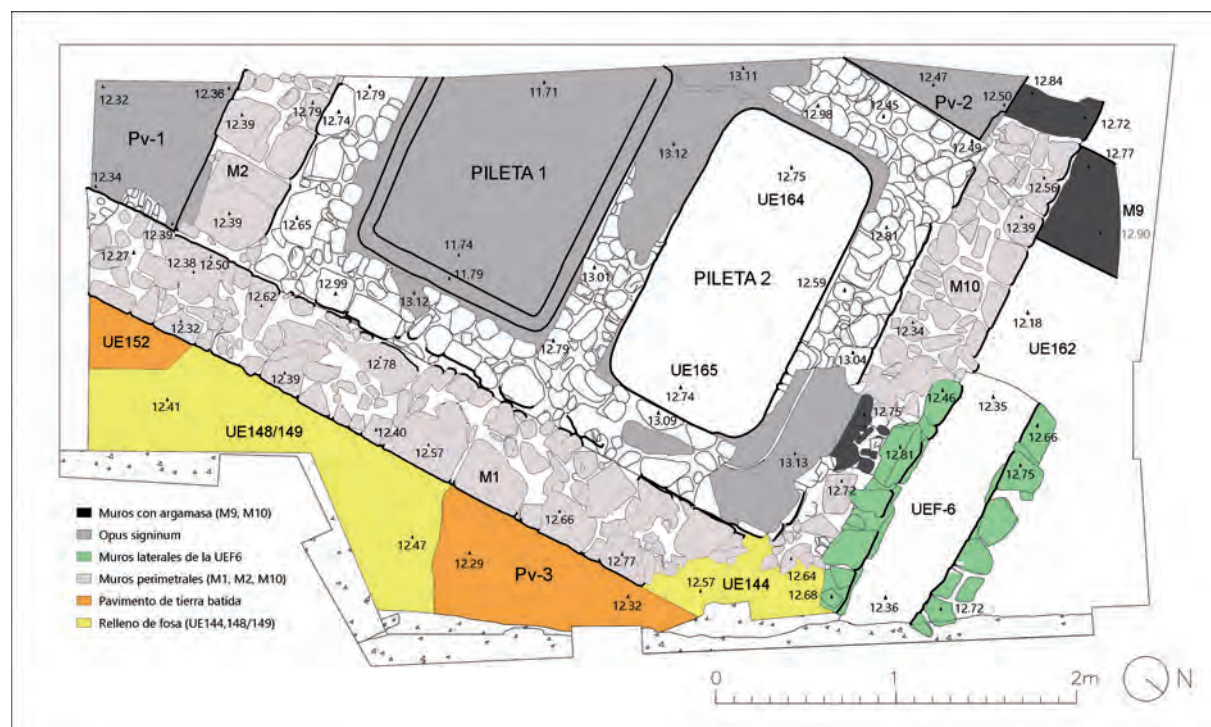 13.11
12.47
12.84
12.32
12.36
12.79
11.71
12.79
12.74
12.98
12.45
Pv-2
12.50
12.72
12.39
Pv-1
12.49
12.77
13.12
M2
PILETA 1
12.75
12.56
12.34
UE164
M9
12.39
12.65
12.39
12.39
12.81
12.90
12.27
12.38
12.50
11.74
11.79
13.01
PILETA 2
12.59
M10
12.99
13.12
12.62
12.18
12.32
12.34
UE152
12.79
13.04
UE162
12.78
12.39
UE165
12.41
12.74
12.46
12.35
13.09
12.75
UE148/149
12.40
12.66
12.57
12.81
12.75
M1
13.13
12.72
UEF-6
Muros con argamasa (M9, M10)
12.66
Opus signinum
12.47
12.29
12.77
Muros laterales de la UEF6
Pv-3
12.57
UE144
12.64
Muros perimetrales (M1, M2, M10)
12.68
12.32
12.36
12.72
Pavimento de tierra batida
Relleno de fosa (UE144,148/149)
0 1 2m
N